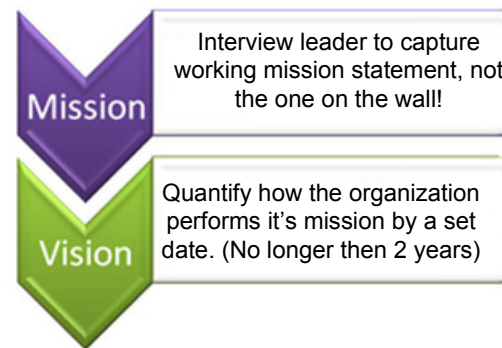 Mission
Interview leader to capture
working mission statement, not
the one on the wall!
Vision
Quantify how the organization
performs it's mission by a set
date. (No longer then 2 years)